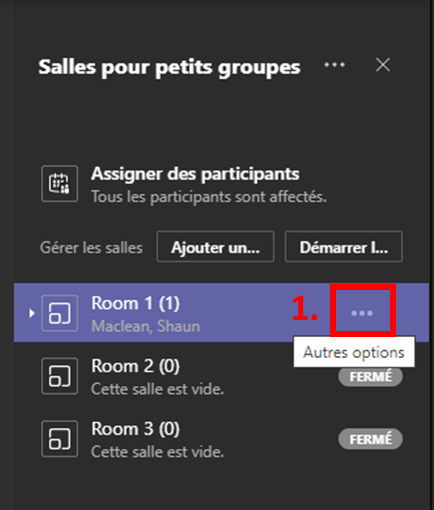 Salles pour petits groupes ...
Assigner des participants
Tous les participants sont affectés.
Gérer les salles Ajouter un... Démarrer l...
Room 1 (1)
Maclean, Shaun
1. ...
Autres options
Room 2 (0)
Cette salle est vide.
FERMÉ
Room 3 (0)
Cette salle est vide.
FERMÉ